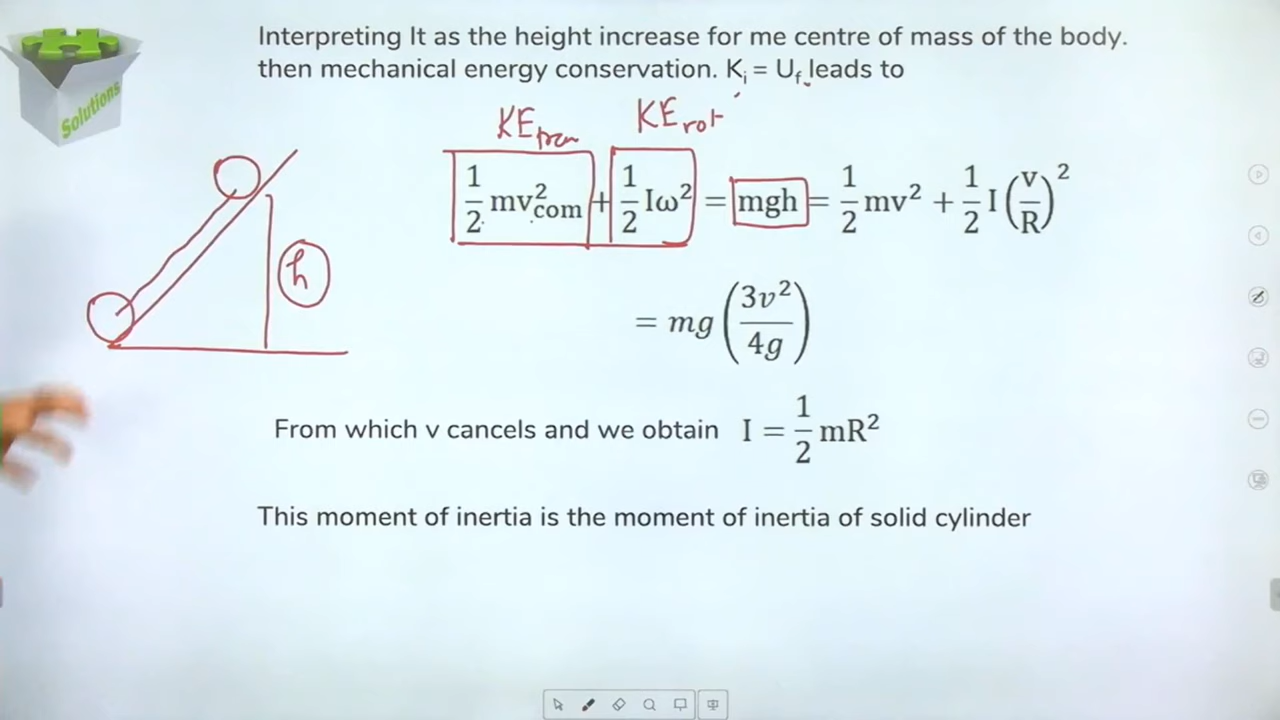 Interpreting It as the height increase for me centre of mass of the body.
then mechanical energy conservation. Kᵢ = U_f leads to
Solutions
KE_tran KE_rot
1/2 mv²_com + 1/2 Iω² = mgh = 1/2 mv² + 1/2 I(v/R)²
h
= mg(3v²/4g)
From which v cancels and we obtain I = 1/2 mR²
This moment of inertia is the moment of inertia of solid cylinder